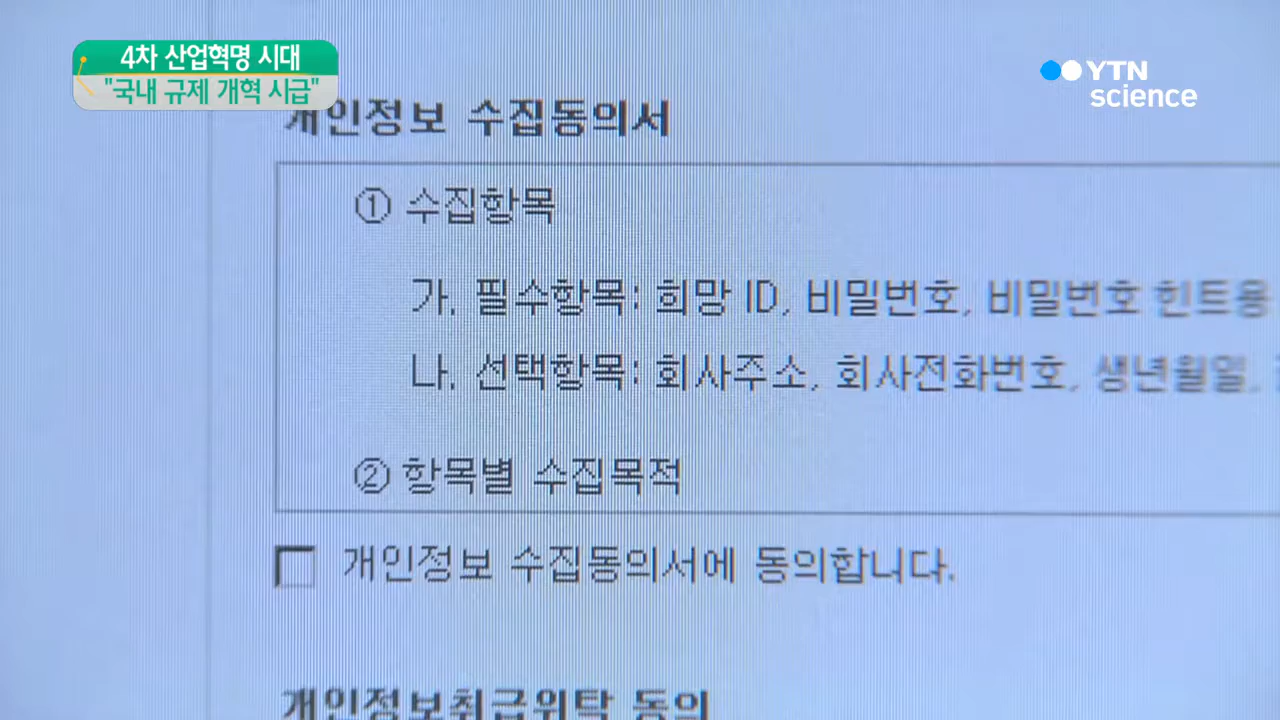 4차 산업혁명 시대
"국내 규제 개혁 시급"
YTN
science
개인정보 수집동의서
① 수집항목
가. 필수항목: 희망 ID, 비밀번호, 비밀번호 힌트용
나. 선택항목: 회사주소, 회사전화번호, 생년월일,
② 항목별 수집목적
개인정보 수집동의서에 동의합니다.
개인정보취급위탁 동의